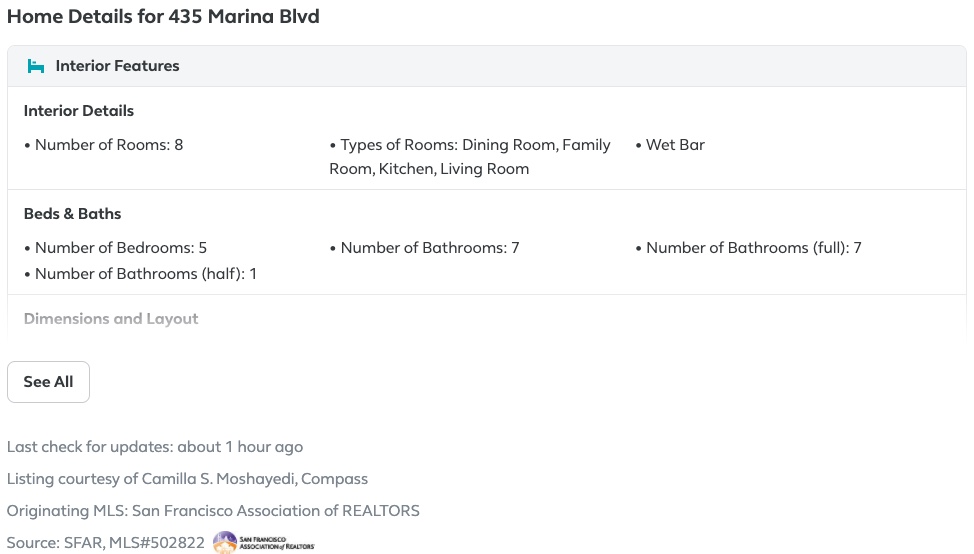 Home Details for 435 Marina Blvd
Interior Features
Interior Details
• Number of Rooms: 8
• Types of Rooms: Dining Room, Family
Room, Kitchen, Living Room
• Wet Bar
Beds & Baths
• Number of Bedrooms: 5
• Number of Bathrooms: 7
• Number of Bathrooms (full): 7
• Number of Bathrooms (half): 1
Dimensions and Layout
See All
Last check for updates: about 1 hour ago
Listing courtesy of Camilla S. Moshayedi, Compass
Originating MLS: San Francisco Association of REALTORS
Source: SFAR, MLS#502822
SAN FRANCISCO
ASSOCIATION of REALTORS®